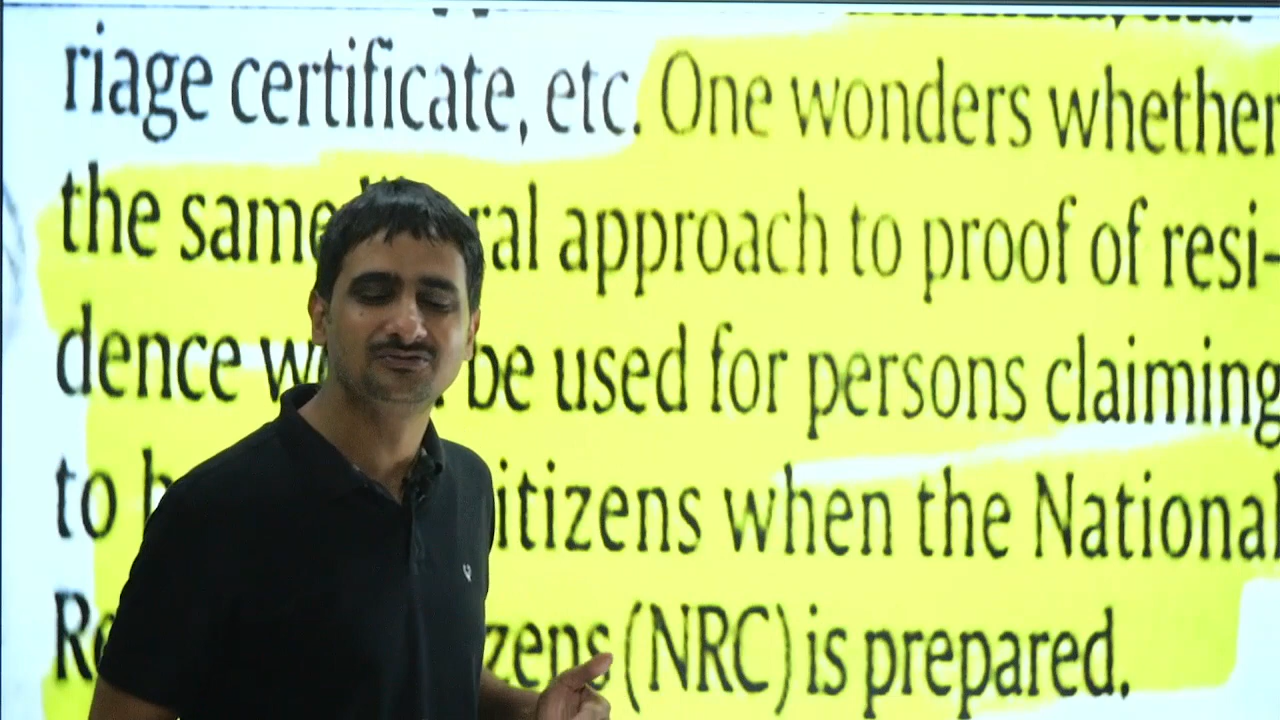 riage certificate, etc. One wonders whether
the same ral approach to proof of resi-
dence be used for persons claiming
to itizens when the National
zens (NRC) is prepared.